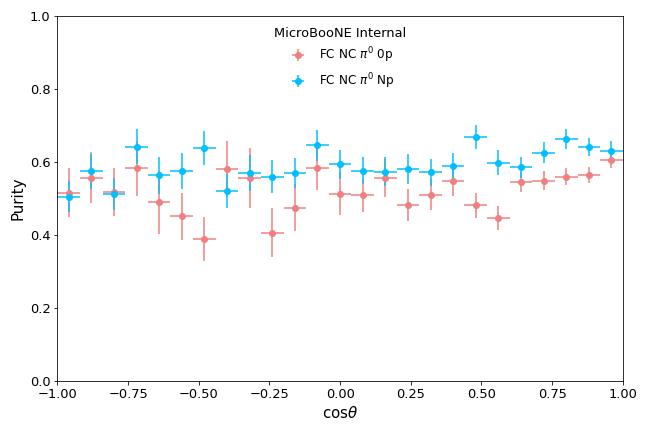 MicroBooNE Internal
FC NC π⁰ 0p
FC NC π⁰ Np
Purity
1.0
0.8
0.6
0.4
0.2
0.0
−1.00 −0.75 −0.50 −0.25 0.00 0.25 0.50 0.75 1.00
cosθ